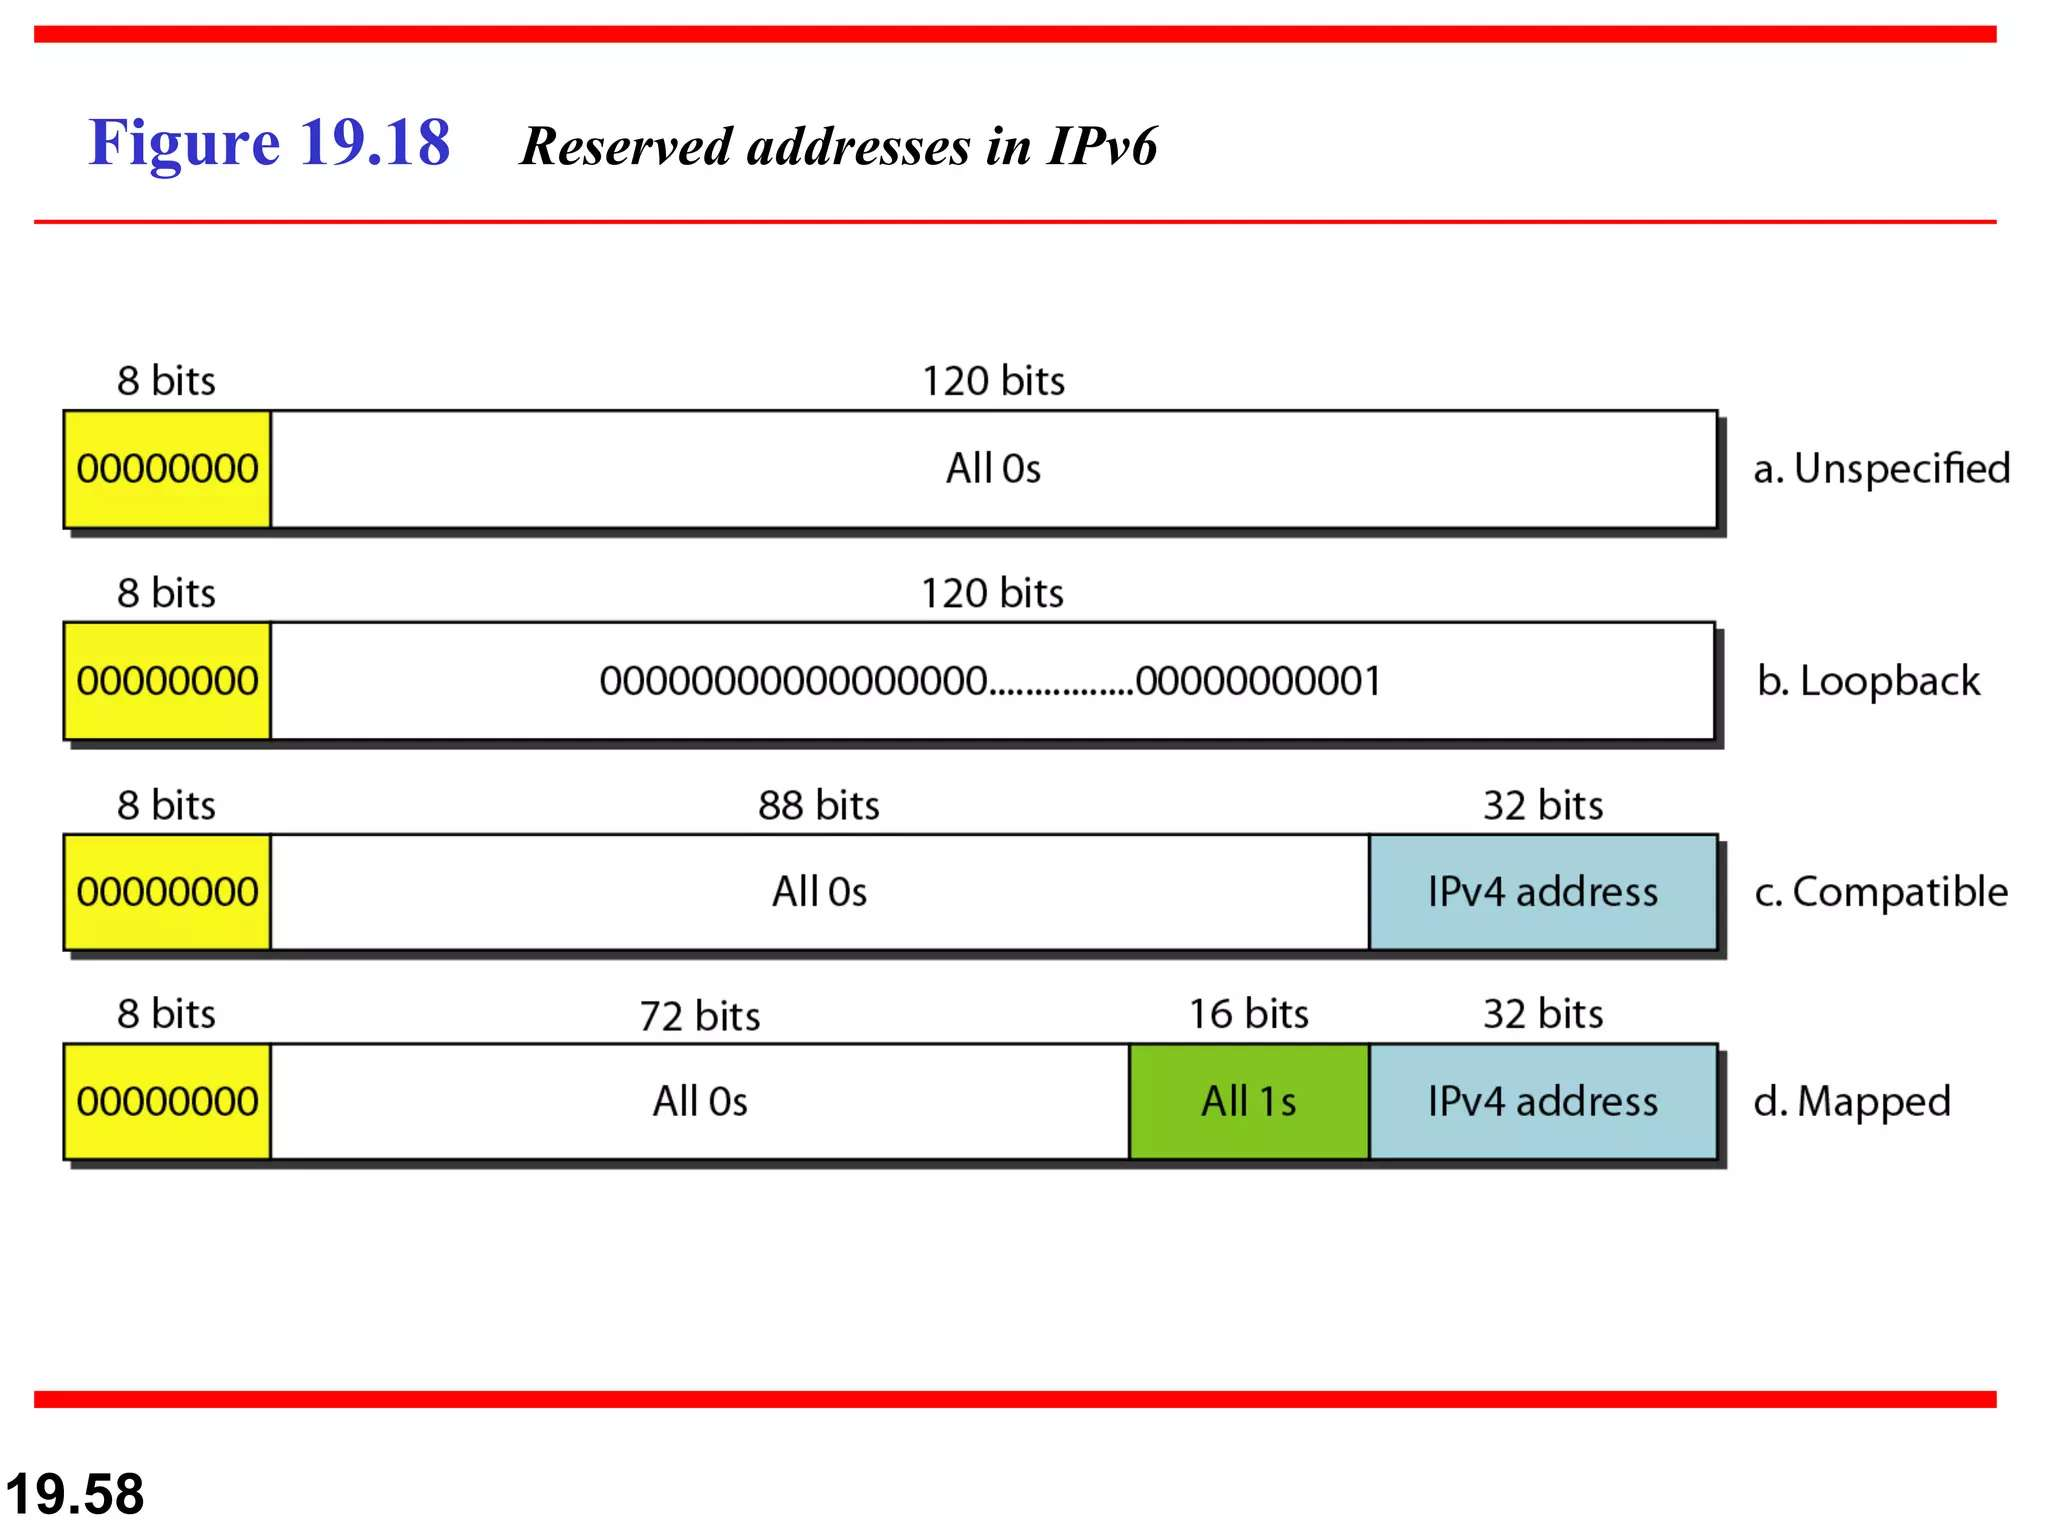 Figure 19.18 Reserved addresses in IPv6
8 bits 120 bits
00000000 All 0s a. Unspecified
8 bits 120 bits
00000000 00000000000000000................00000000001 b. Loopback
8 bits 88 bits 32 bits
00000000 All 0s IPv4 address c. Compatible
8 bits 72 bits 16 bits 32 bits
00000000 All 0s All 1s IPv4 address d. Mapped
19.58